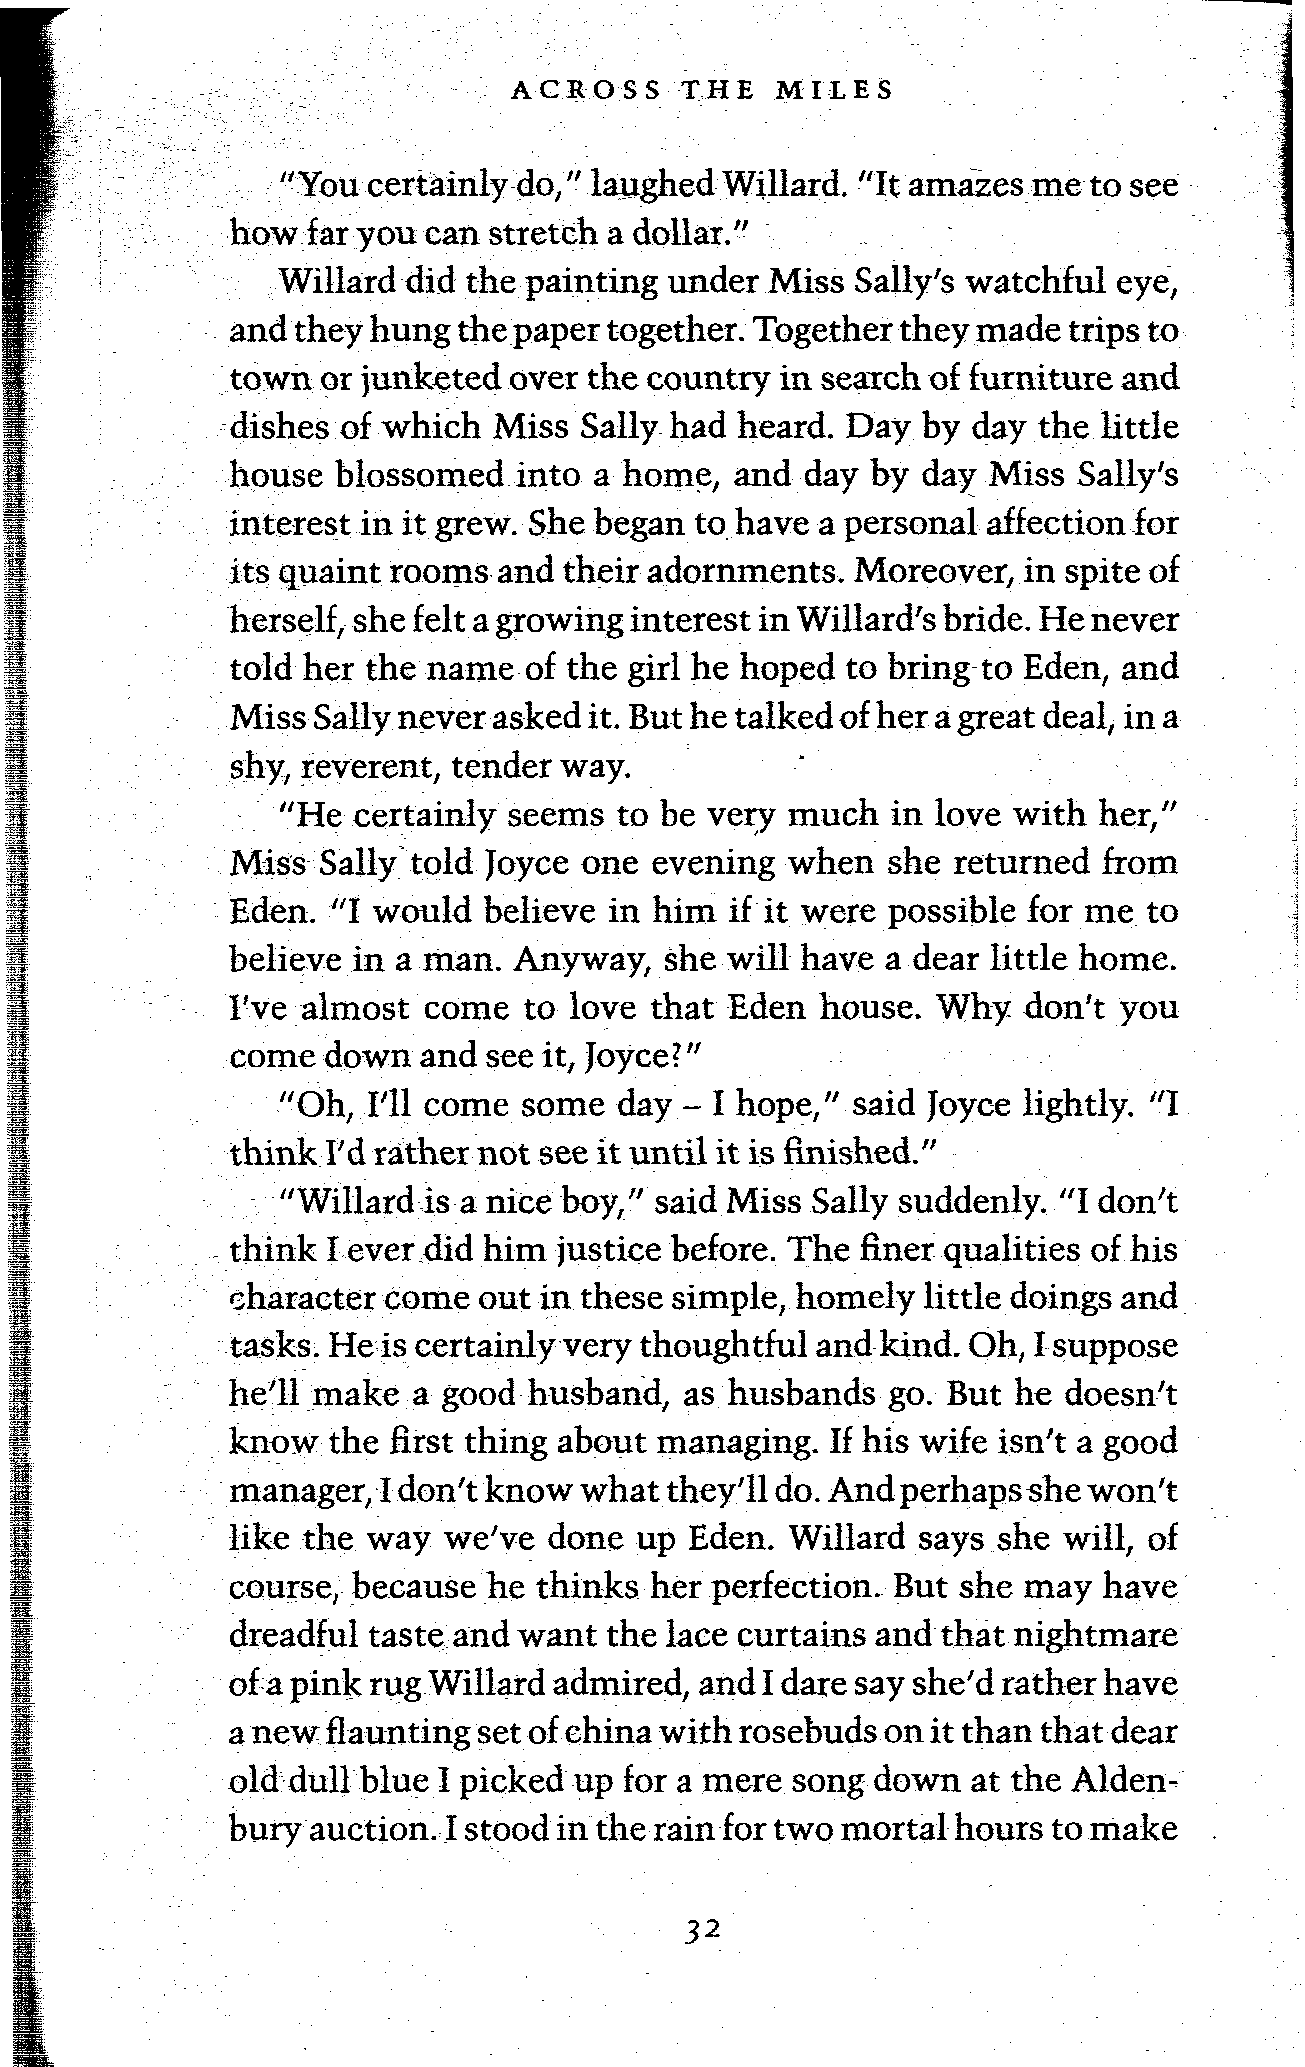 ACROSS THE MILES
"You certainly do," laughed Willard. "It amazes me to see
how far you can stretch a dollar."
Willard did the painting under Miss Sally's watchful eye,
and they hung the paper together. Together they made trips to
town or junketed over the country in search of furniture and
dishes of which Miss Sally had heard. Day by day the little
house blossomed into a home, and day by day Miss Sally's
interest in it grew. She began to have a personal affection for
its quaint rooms and their adornments. Moreover, in spite of
herself, she felt a growing interest in Willard's bride. He never
told her the name of the girl he hoped to bring to Eden, and
Miss Sally never asked it. But he talked of her a great deal, in a
shy, reverent, tender way.
"He certainly seems to be very much in love with her,"
Miss Sally told Joyce one evening when she returned from
Eden. "I would believe in him if it were possible for me to
believe in a man. Anyway, she will have a dear little home.
I've almost come to love that Eden house. Why don't you
come down and see it, Joyce?"
"Oh, I'll come some day – I hope," said Joyce lightly. "I
think I'd rather not see it until it is finished."
"Willard is a nice boy," said Miss Sally suddenly. "I don't
think I ever did him justice before. The finer qualities of his
character come out in these simple, homely little doings and
tasks. He is certainly very thoughtful and kind. Oh, I suppose
he'll make a good husband, as husbands go. But he doesn't
know the first thing about managing. If his wife isn't a good
manager, I don't know what they'll do. And perhaps she won't
like the way we've done up Eden. Willard says she will, of
course, because he thinks her perfection. But she may have
dreadful taste and want the lace curtains and that nightmare
of a pink rug Willard admired, and I dare say she'd rather have
a new flaunting set of china with rosebuds on it than that dear
old dull blue I picked up for a mere song down at the Alden-
bury auction. I stood in the rain for two mortal hours to make
32